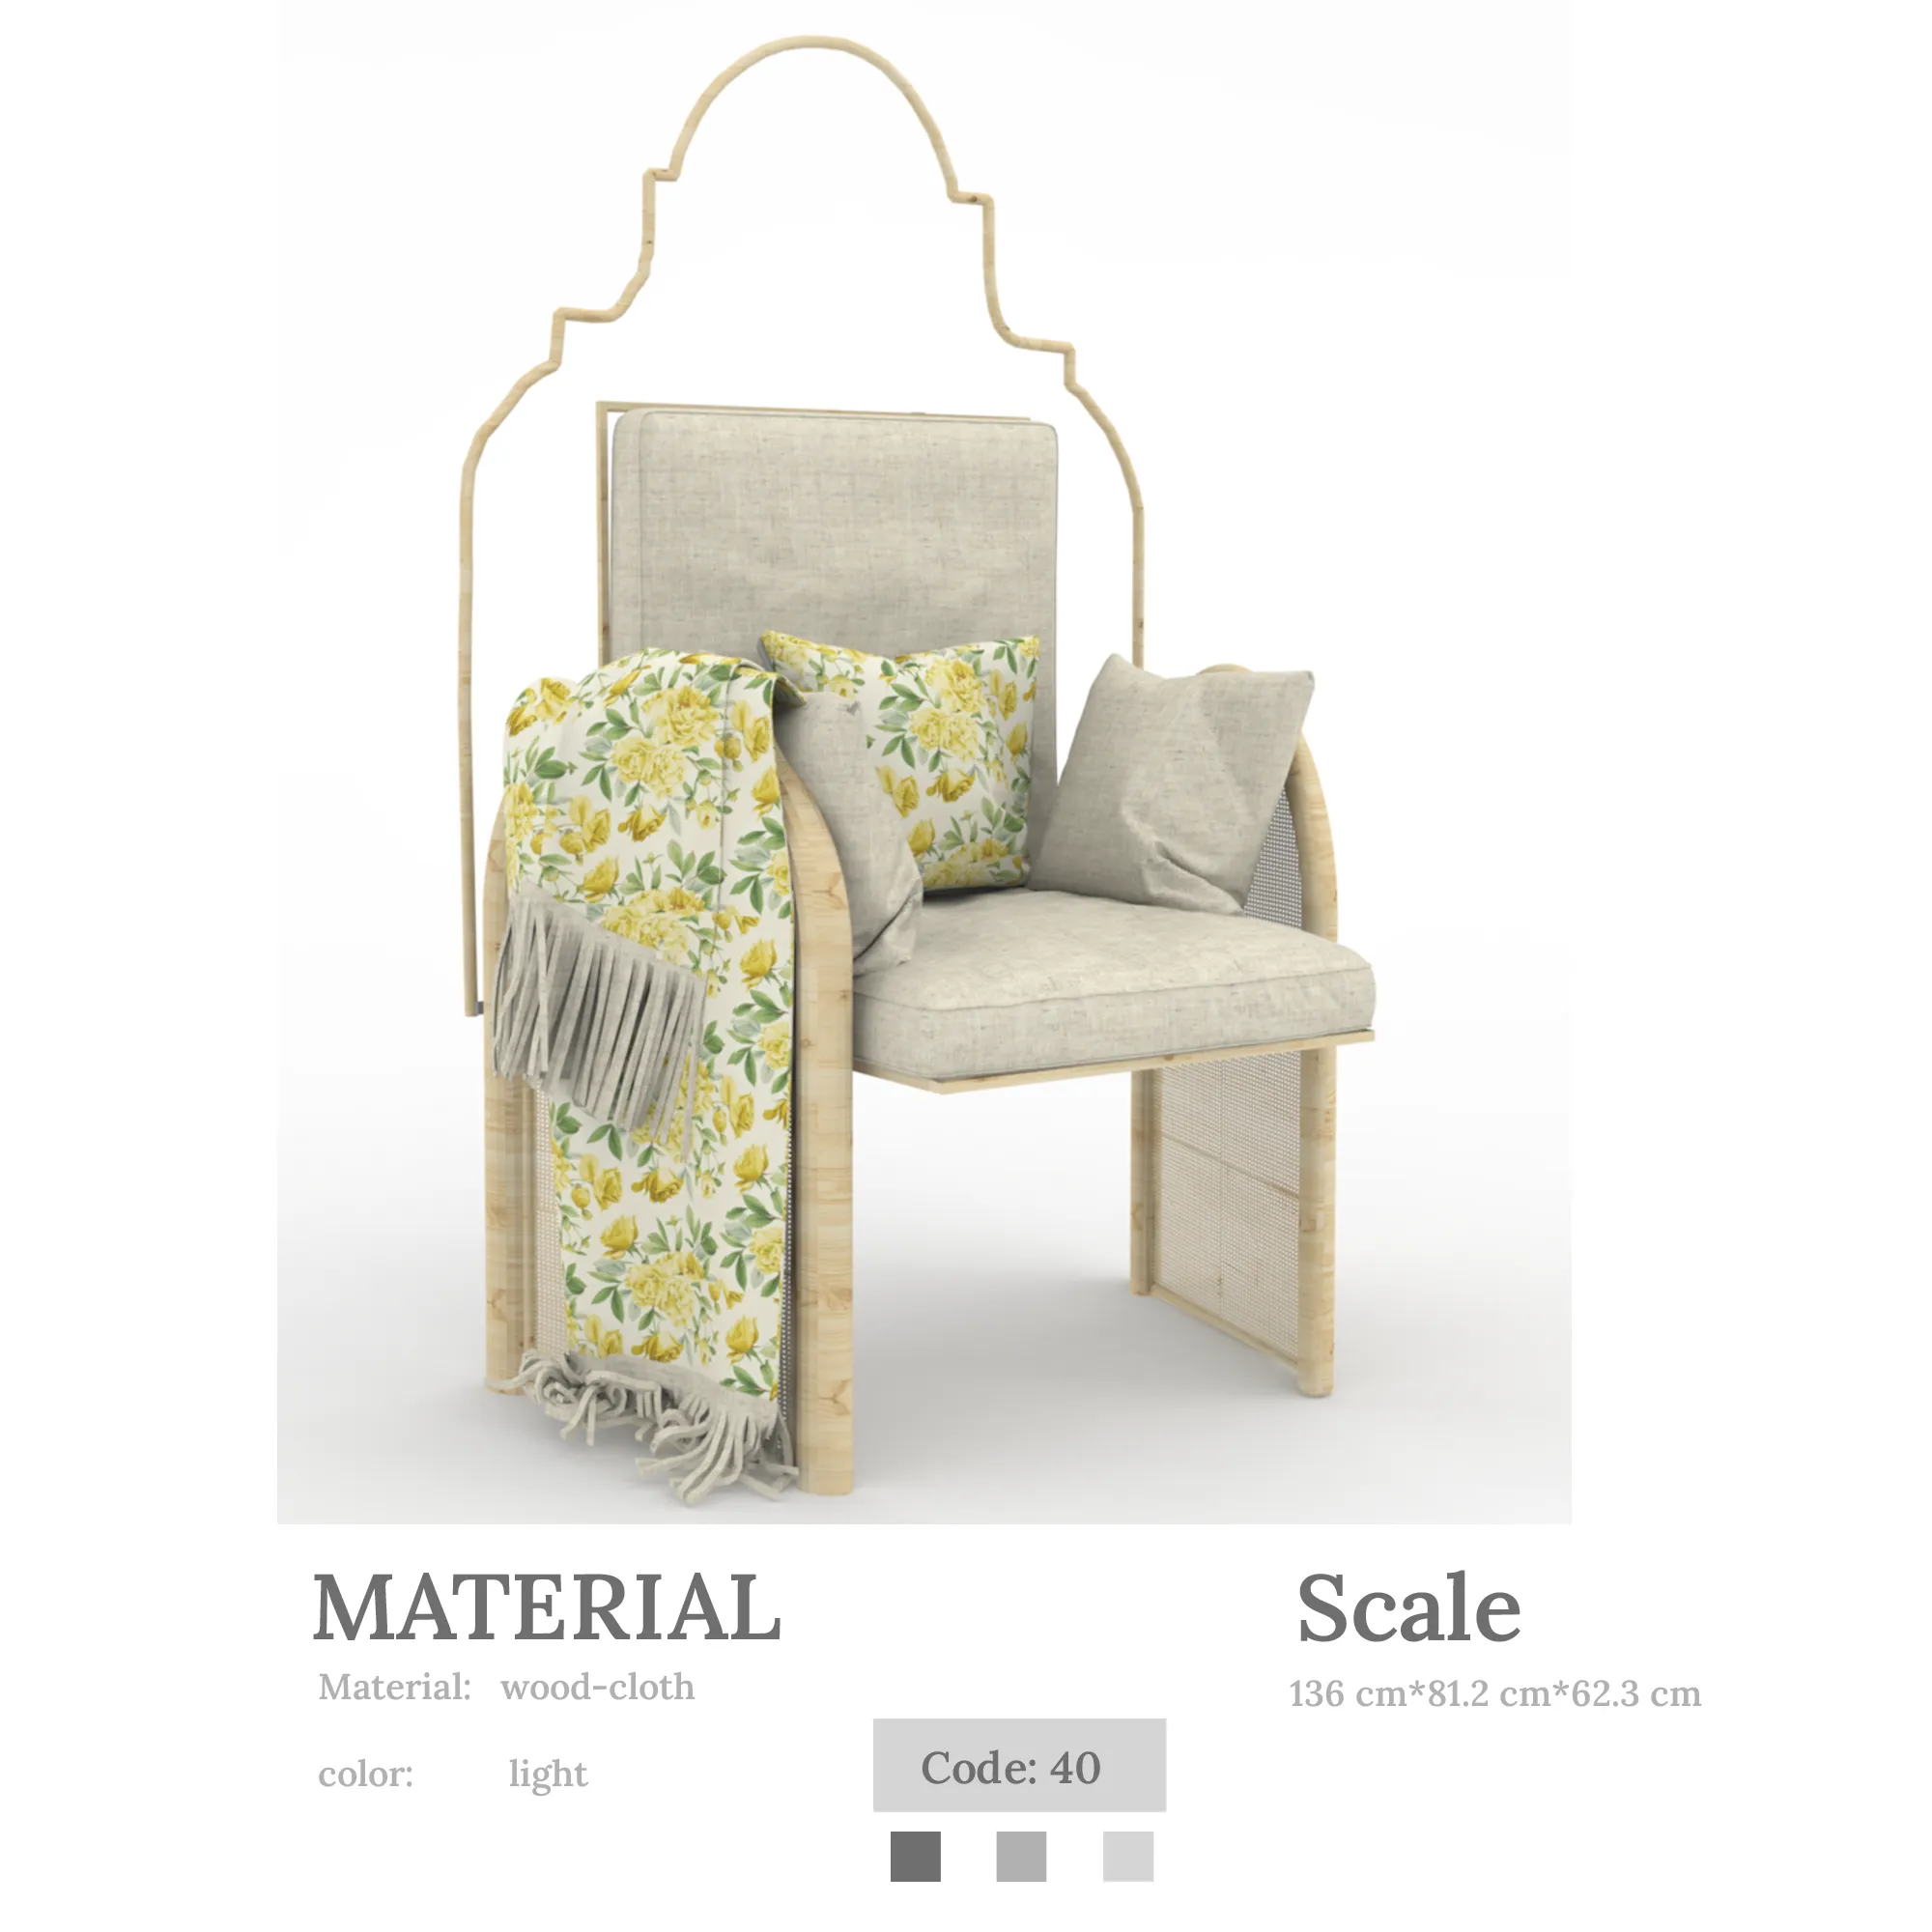 MATERIAL
Material: wood-cloth
color: light
Scale
136 cm*81.2 cm*62.3 cm
Code: 40